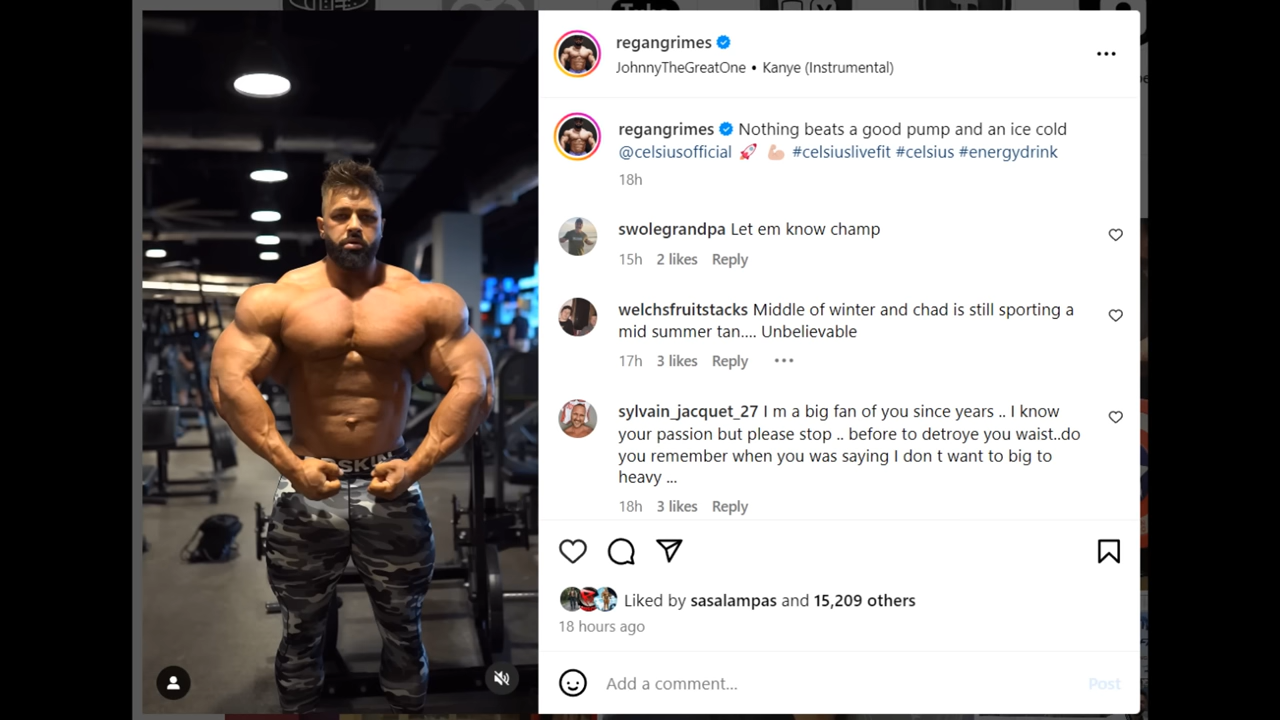 regangrimes
JohnnyTheGreatOne • Kanye (Instrumental)
regangrimes Nothing beats a good pump and an ice cold
@celsiusofficial 🚀 💪🏼 #celsiuslivefit #celsius #energydrink
18h
swolegrandpa Let em know champ
15h 2 likes Reply
welchsfruitstacks Middle of winter and chad is still sporting a
mid summer tan.... Unbelievable
17h 3 likes Reply
sylvain_jacquet_27 I m a big fan of you since years .. I know
your passion but please stop .. before to detroye you waist..do
you remember when you was saying I don t want to big to
heavy ...
18h 3 likes Reply
Liked by sasalampas and 15,209 others
18 hours ago
Add a comment...
Post